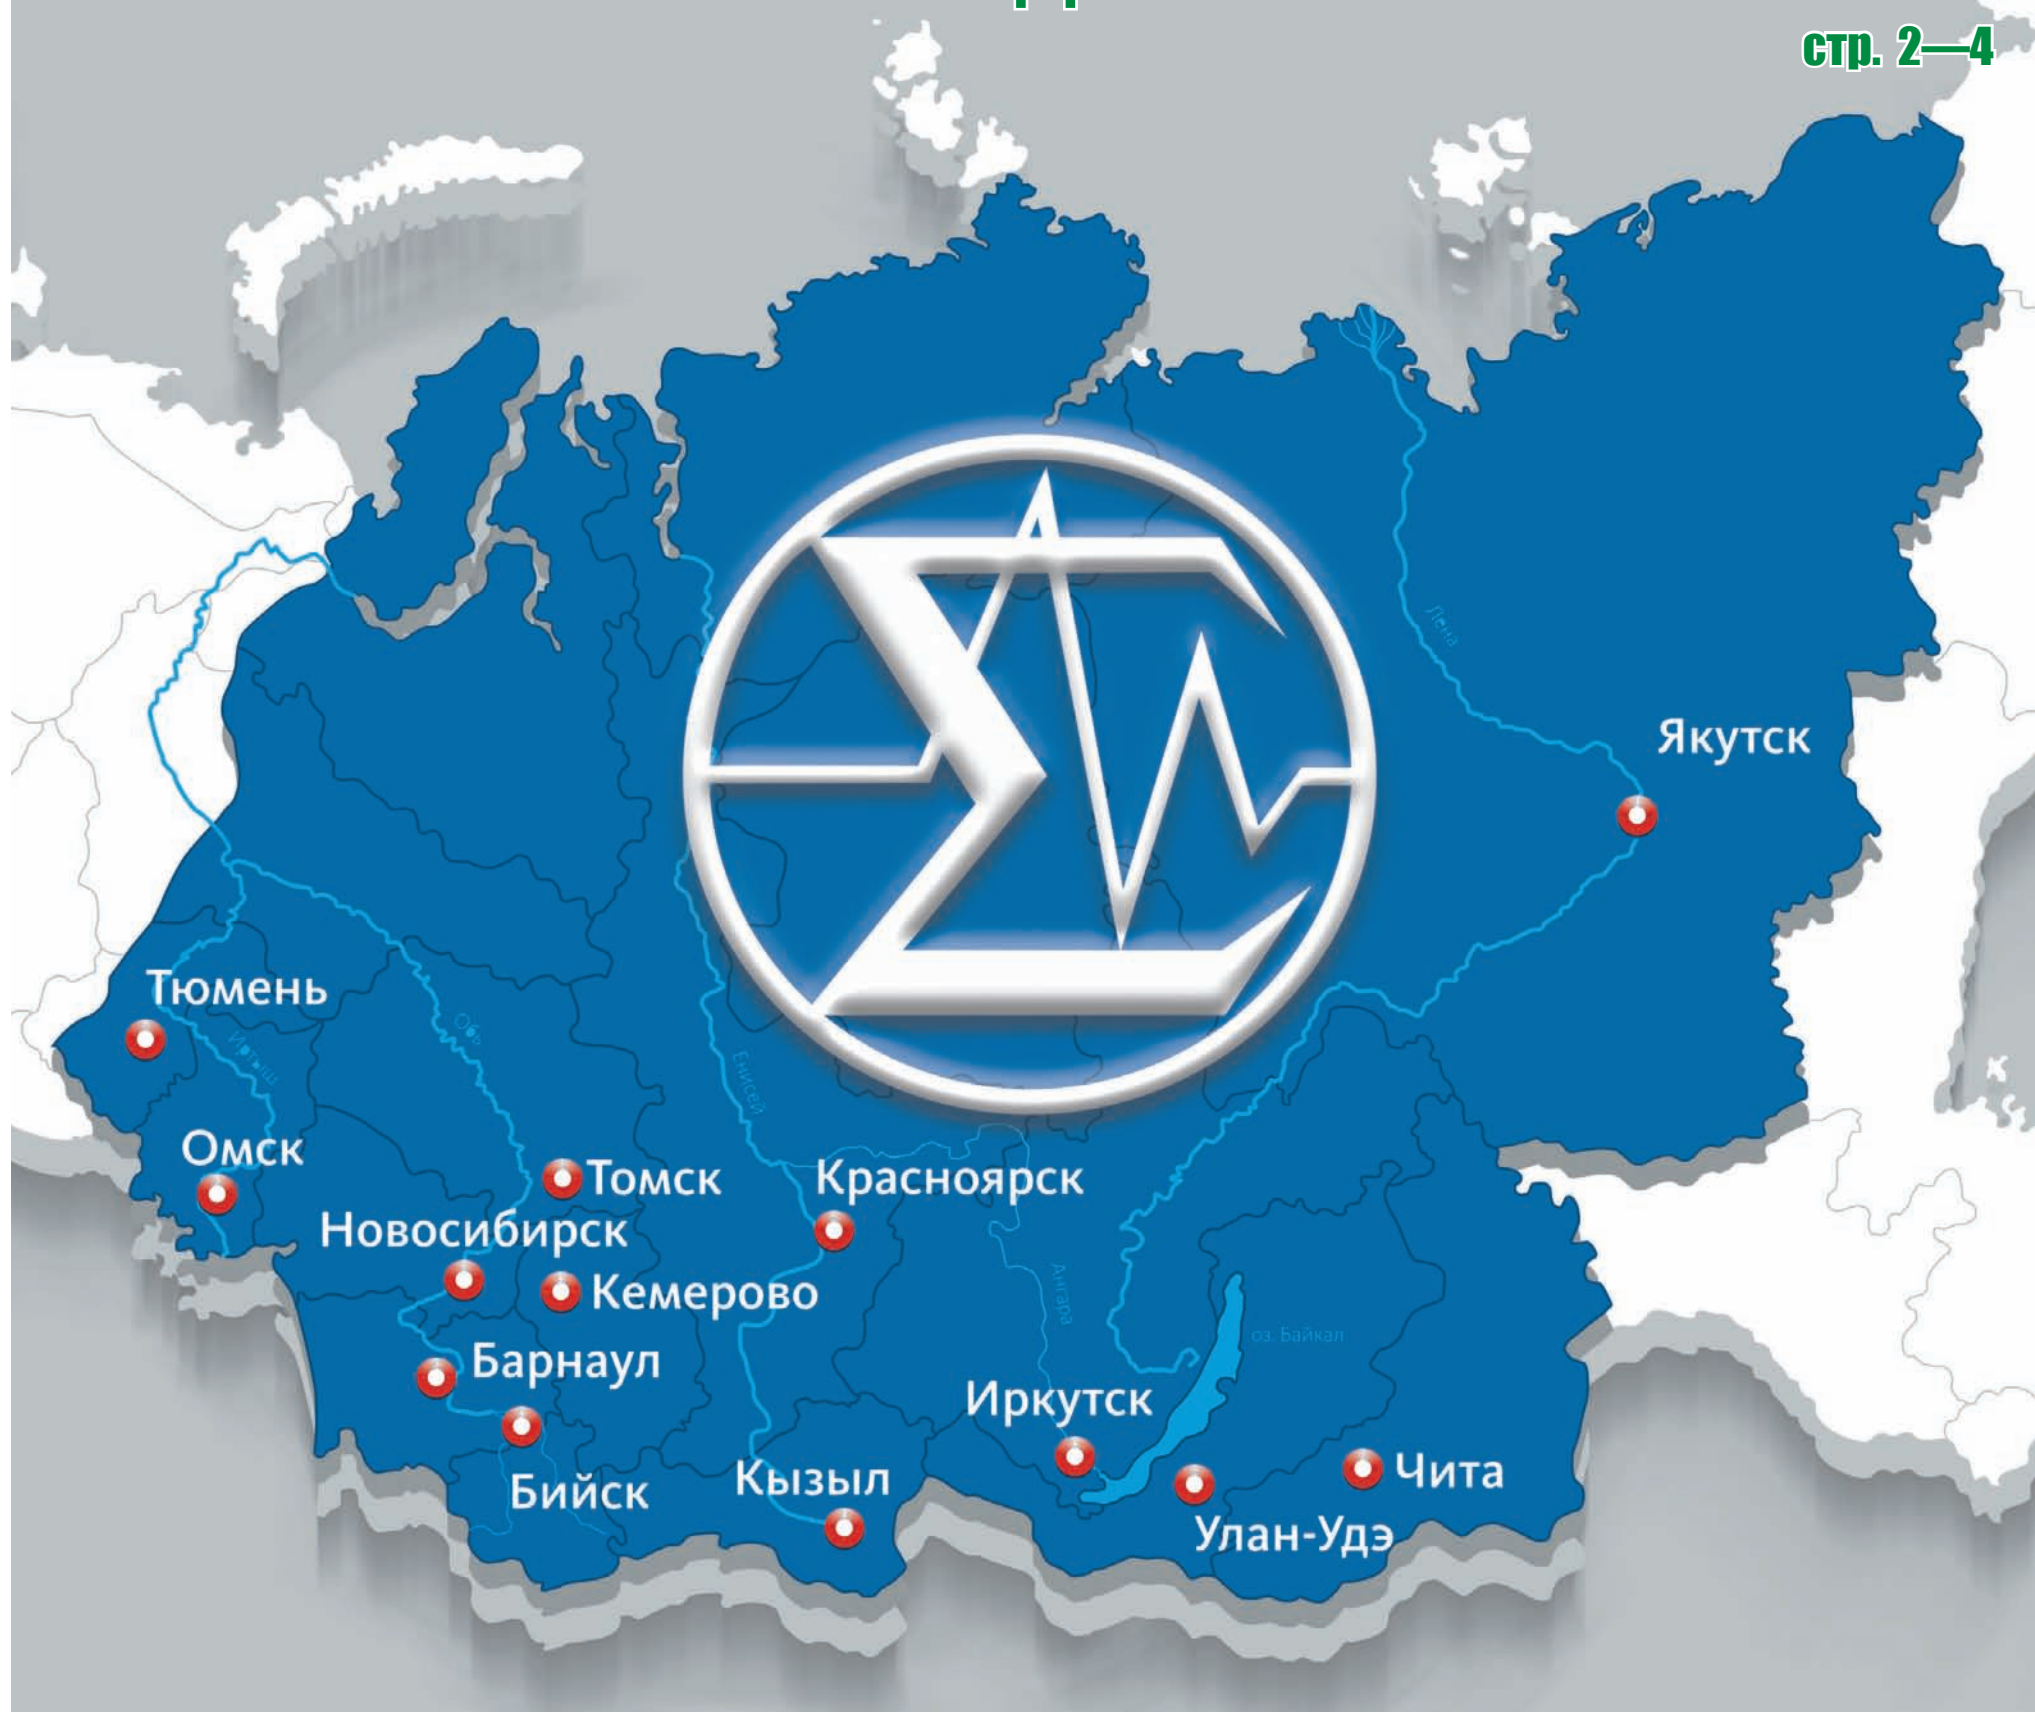 стр. 2—4
Лена
Якутск
Тюмень
Обь
Иртыш
Енисей
Омск
Томск
Красноярск
Новосибирск
Кемерово
Ангара
оз. Байкал
Барнаул
Иркутск
Бийск
Кызыл
Чита
Улан-Удэ